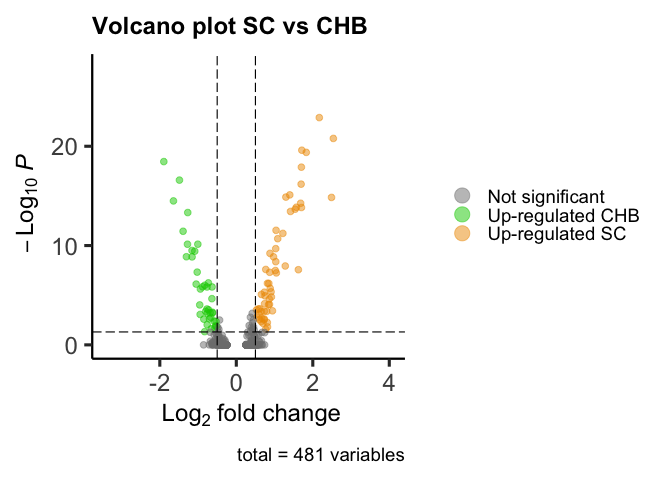 Volcano plot SC vs CHB
− Log10 P
20
10
0
-2 0 2 4
Log2 fold change
Not significant
Up-regulated CHB
Up-regulated SC
total = 481 variables